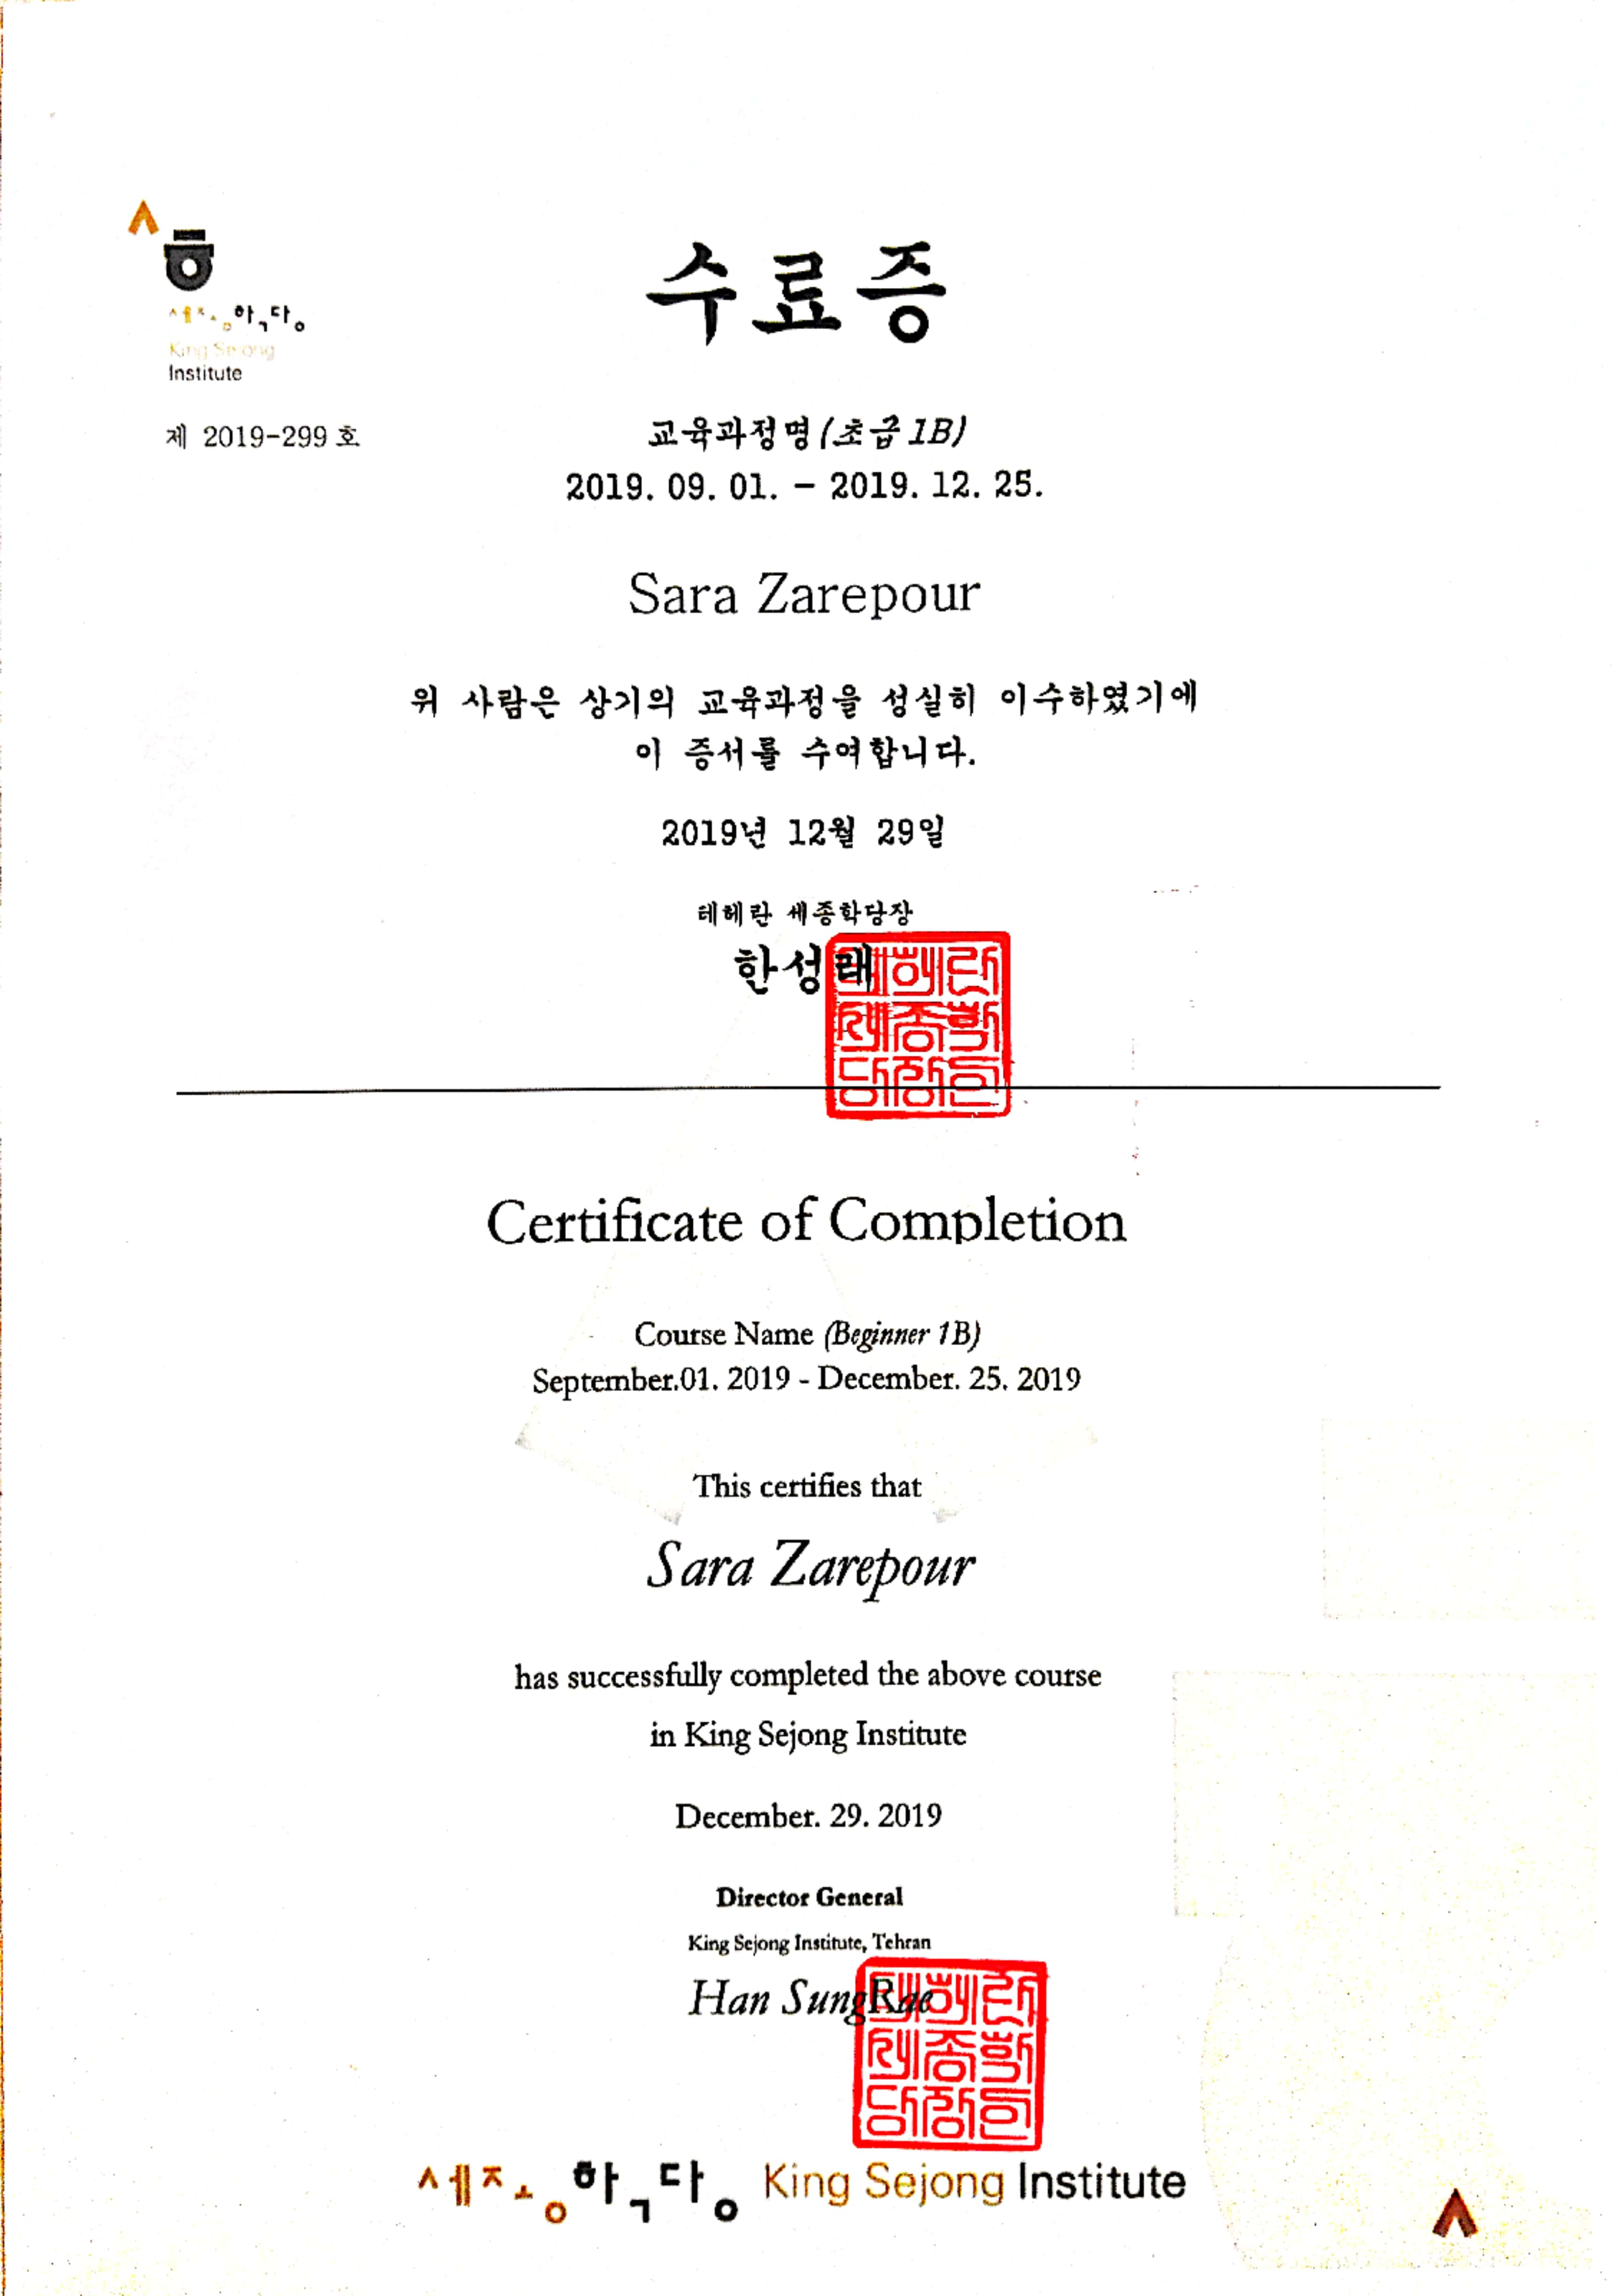 세종학당
King Sejong
Institute
수료증
제 2019-299 호
교육과정명(초급 1B)
2019. 09. 01. - 2019. 12. 25.
Sara Zarepour
위 사람은 상기의 교육과정을 성실히 이수하였기에
이 증서를 수여합니다.
2019년 12월 29일
테헤란 세종학당장
한성래
테헤란
세종학
당장인
Certificate of Completion
Course Name (Beginner 1B)
September.01. 2019 - December. 25. 2019
This certifies that
Sara Zarepour
has successfully completed the above course
in King Sejong Institute
December. 29. 2019
Director General
King Sejong Institute, Tehran
Han SungRae
테헤란
세종학
당장인
세종학당 King Sejong Institute